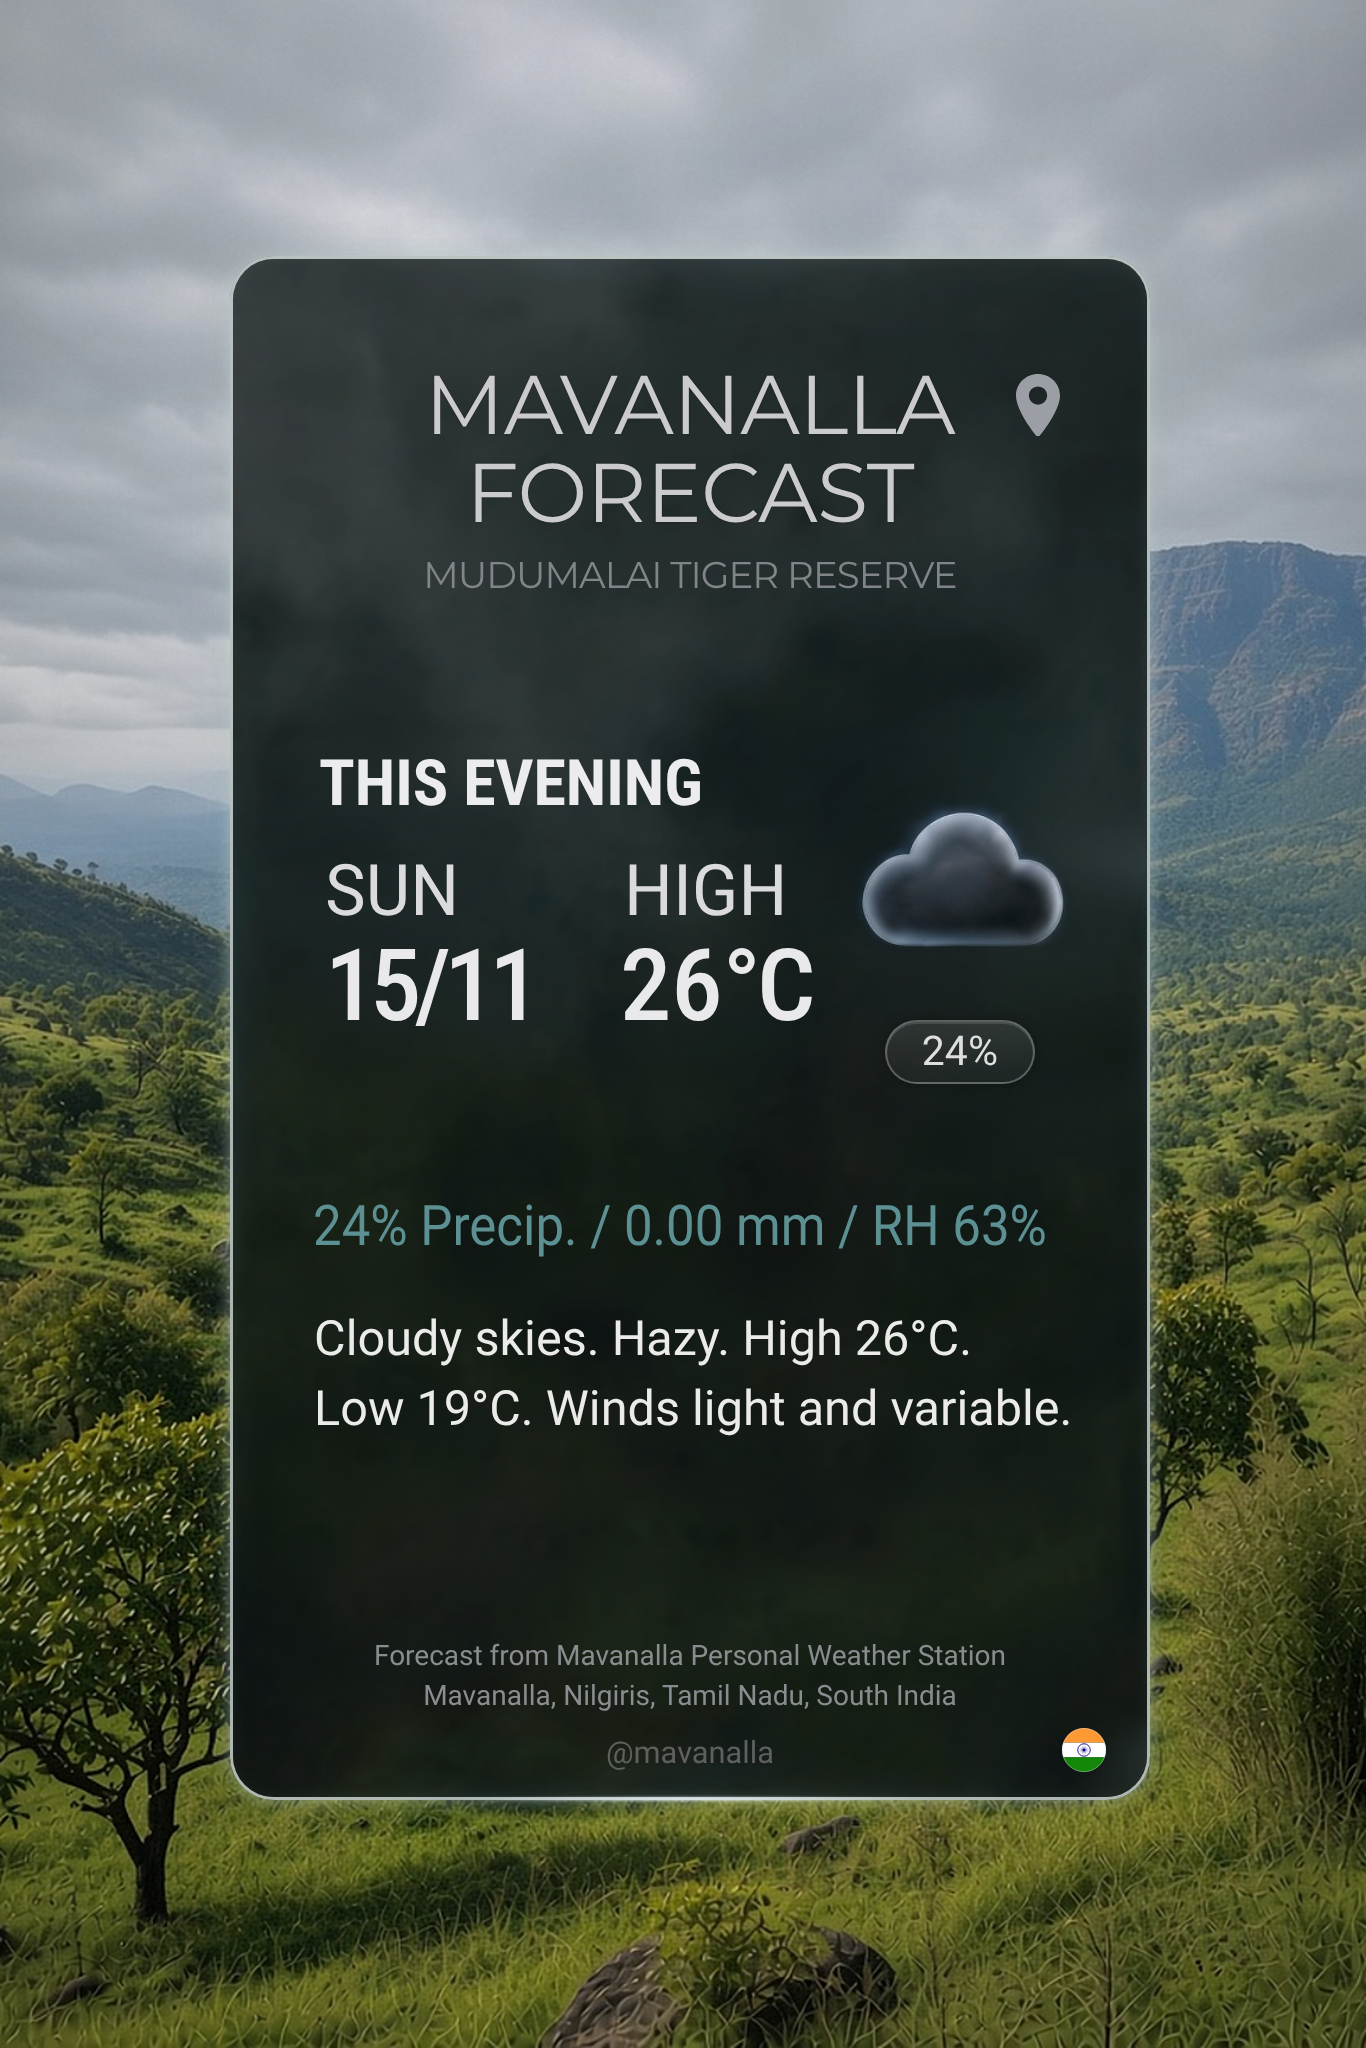 MAVANALLA
FORECAST
MUDUMALAI TIGER RESERVE
THIS EVENING
SUN
15/11
HIGH
26°C
24%
24% Precip. / 0.00 mm / RH 63%
Cloudy skies. Hazy. High 26°C.
Low 19°C. Winds light and variable.
Forecast from Mavanalla Personal Weather Station
Mavanalla, Nilgiris, Tamil Nadu, South India
@mavanalla